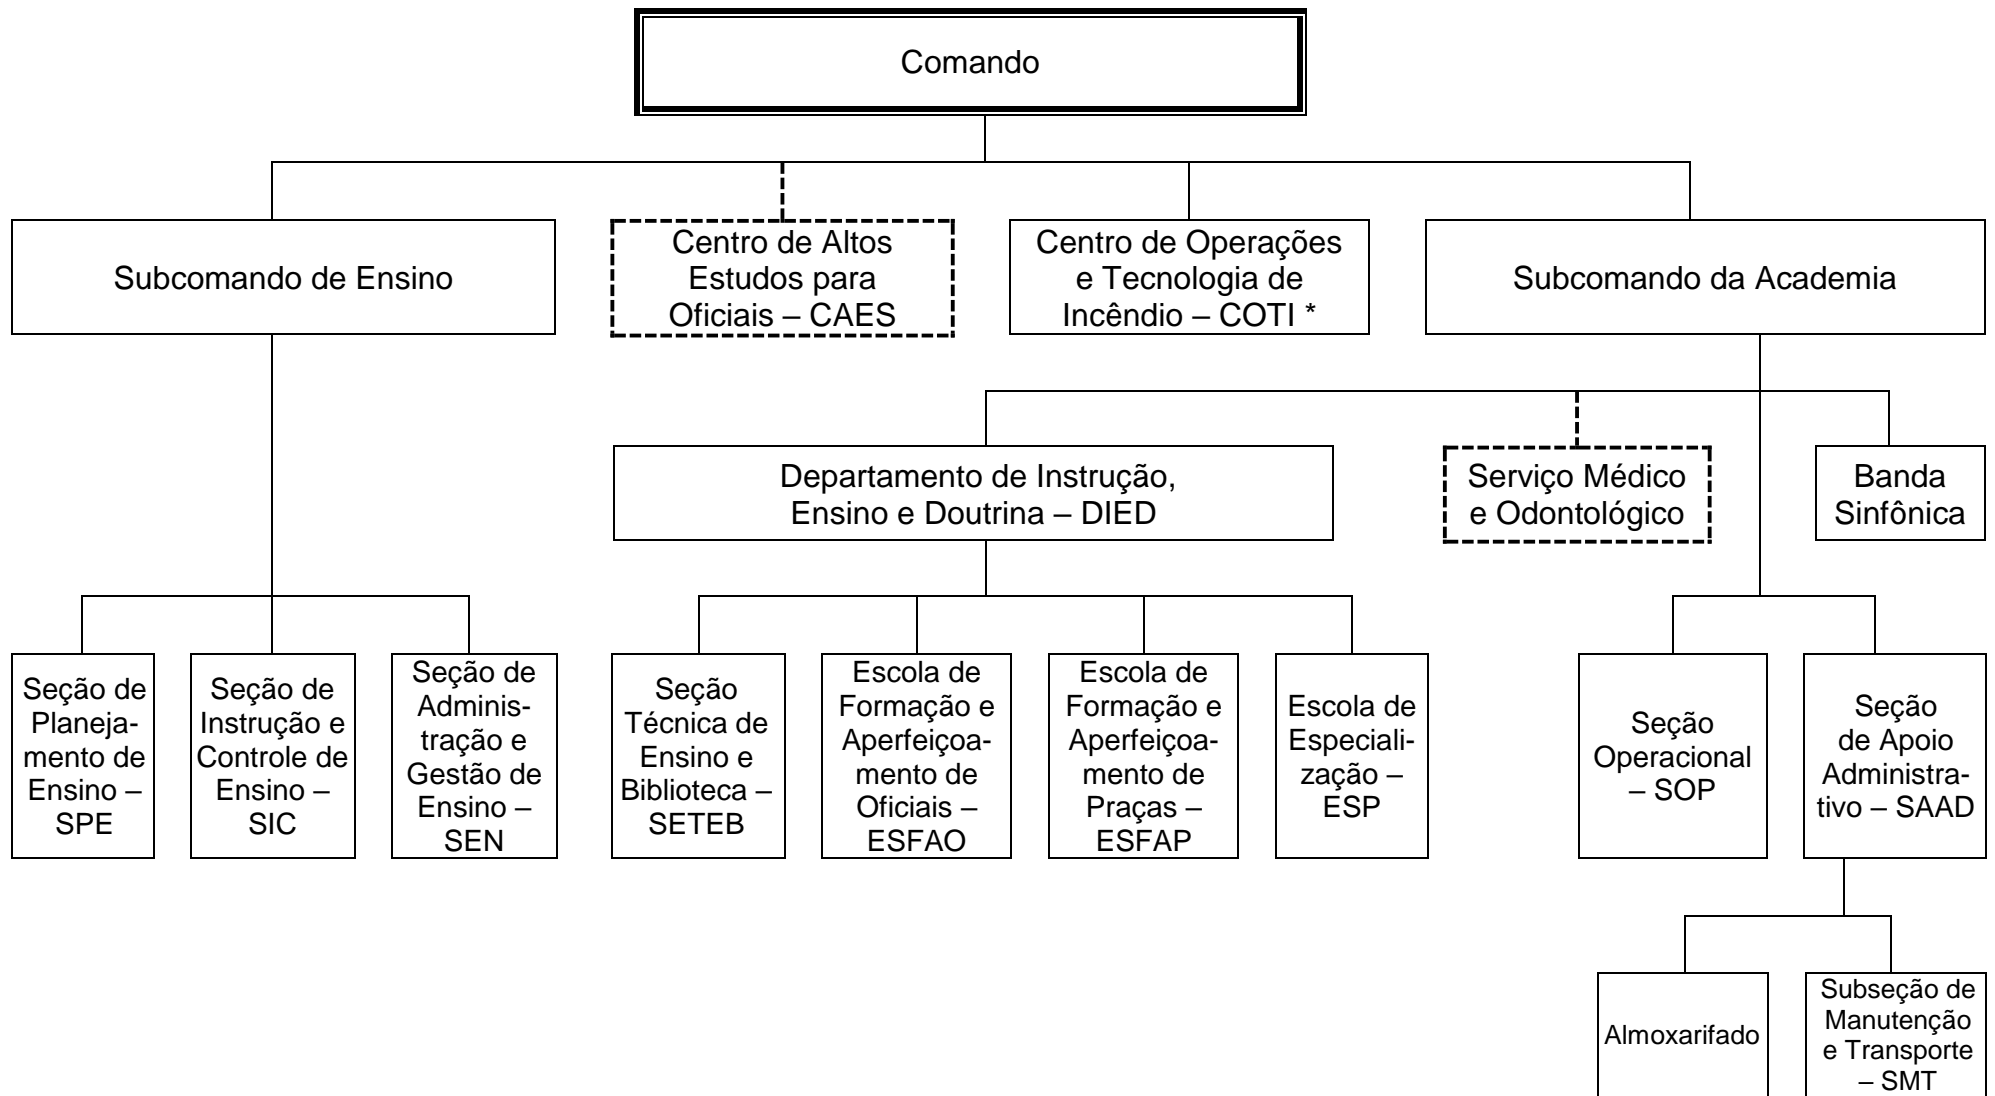 Comando
Subcomando de Ensino
Centro de Altos
Estudos para
Oficiais – CAES
Centro de Operações
e Tecnologia de
Incêndio – COTI *
Subcomando da Academia
Departamento de Instrução,
Ensino e Doutrina – DIED
Serviço Médico
e Odontológico
Banda
Sinfônica
Seção de
Planeja-
mento de
Ensino –
SPE
Seção de
Instrução e
Controle de
Ensino –
SIC
Seção de
Adminis-
tração e
Gestão de
Ensino –
SEN
Seção
Técnica de
Ensino e
Biblioteca –
SETEB
Escola de
Formação e
Aperfeiçoa-
mento de
Oficiais –
ESFAO
Escola de
Formação e
Aperfeiçoa-
mento de
Praças –
ESFAP
Escola de
Especiali-
zação –
ESP
Seção
Operacional
– SOP
Seção
de Apoio
Administra-
tivo – SAAD
Almoxarifado
Subseção de
Manutenção
e Transporte
– SMT